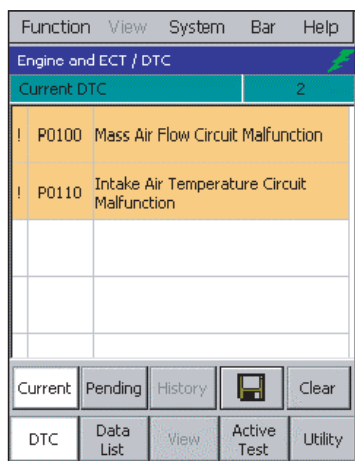 Function View System Bar Help
Engine and ECT / DTC
Current DTC 2
! P0100 Mass Air Flow Circuit Malfunction
! P0110 Intake Air Temperature Circuit
Malfunction
Current Pending History Clear
DTC Data List View Active Test Utility